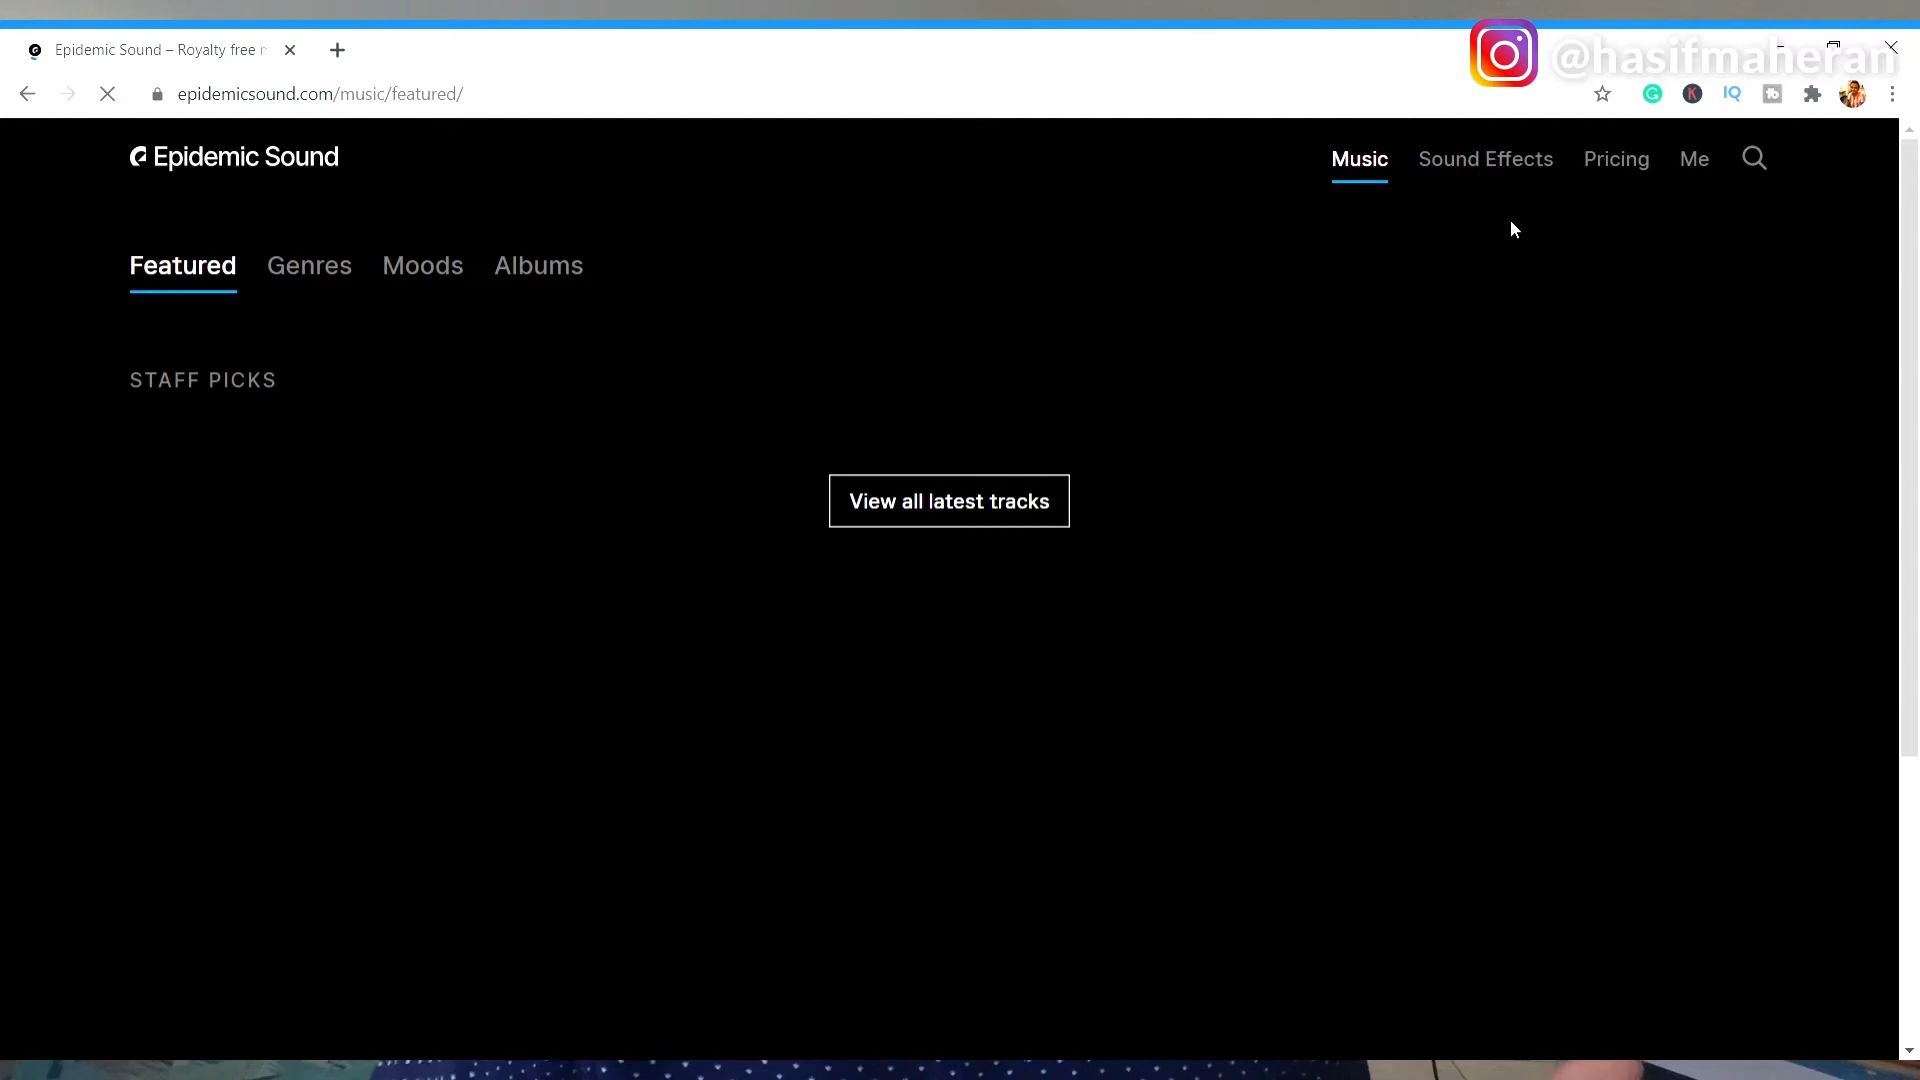 Epidemic Sound – Royalty free m
@hasifmaheran
epidemicsound.com/music/featured/
IQ
Epidemic Sound
Music
Sound Effects
Pricing
Me
Featured
Genres
Moods
Albums
STAFF PICKS
View all latest tracks